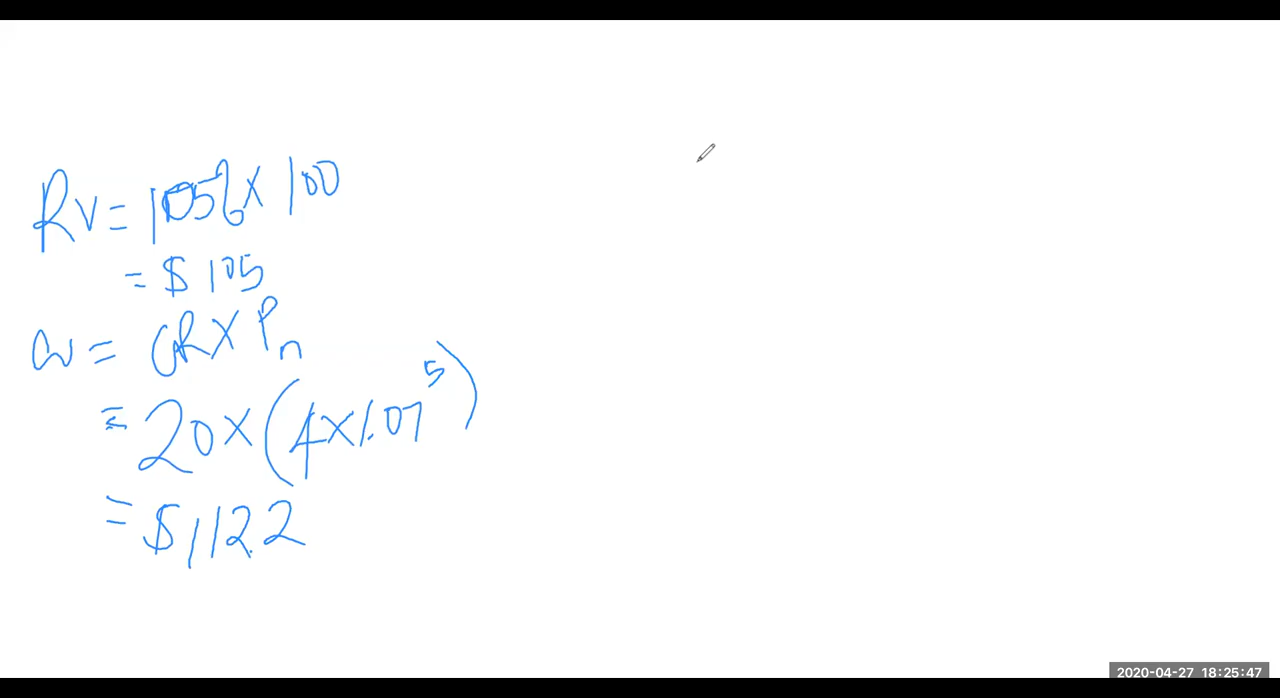 RV = 105% × 100
= $ 105
CV = CR × Pn
= 20 × (4 × 1.07^5)
= $112.2
2020-04-27 18:25:47